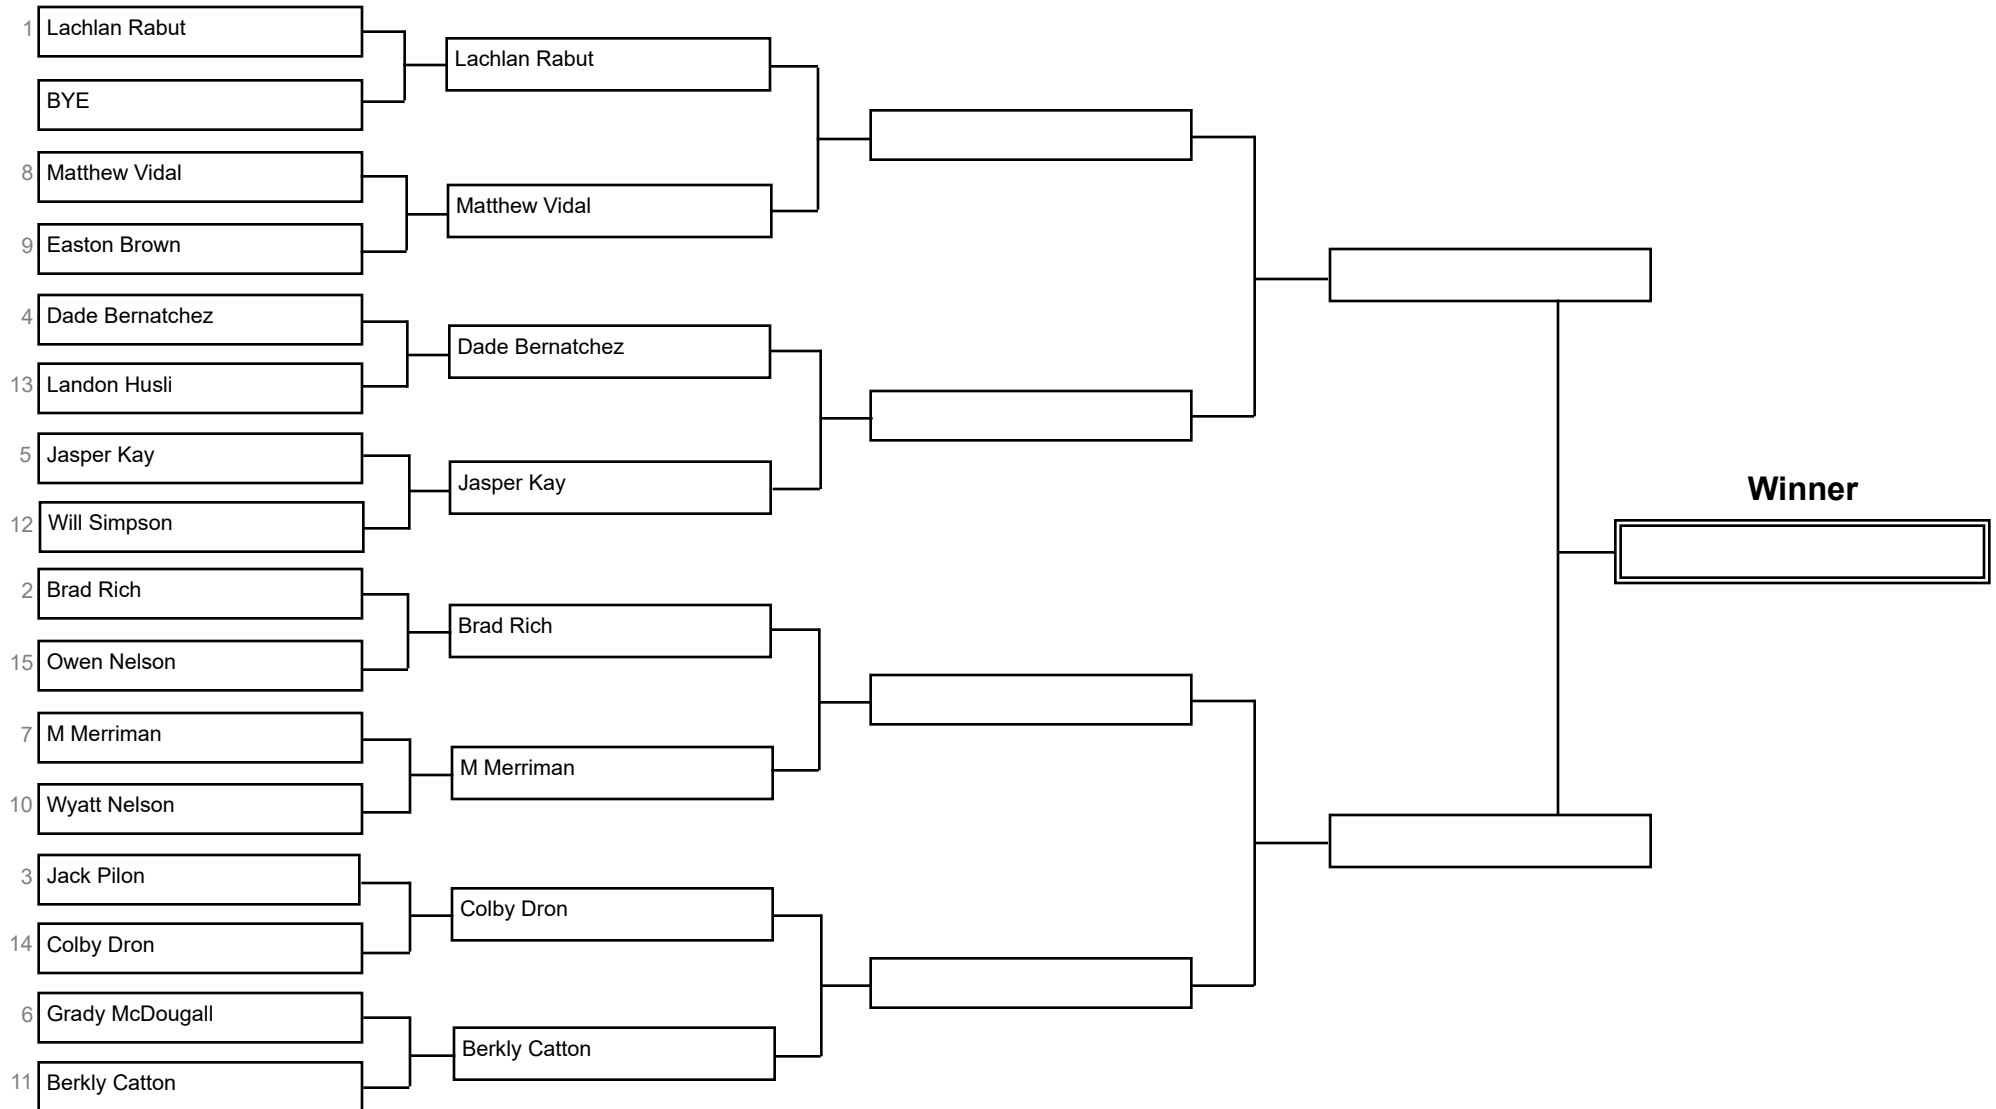 1 Lachlan Rabut
BYE
8 Matthew Vidal
9 Easton Brown
4 Dade Bernatchez
13 Landon Husli
5 Jasper Kay
12 Will Simpson
2 Brad Rich
15 Owen Nelson
7 M Merriman
10 Wyatt Nelson
3 Jack Pilon
14 Colby Dron
6 Grady McDougall
11 Berkly Catton
Lachlan Rabut
Matthew Vidal
Dade Bernatchez
Jasper Kay
Brad Rich
M Merriman
Colby Dron
Berkly Catton
Winner